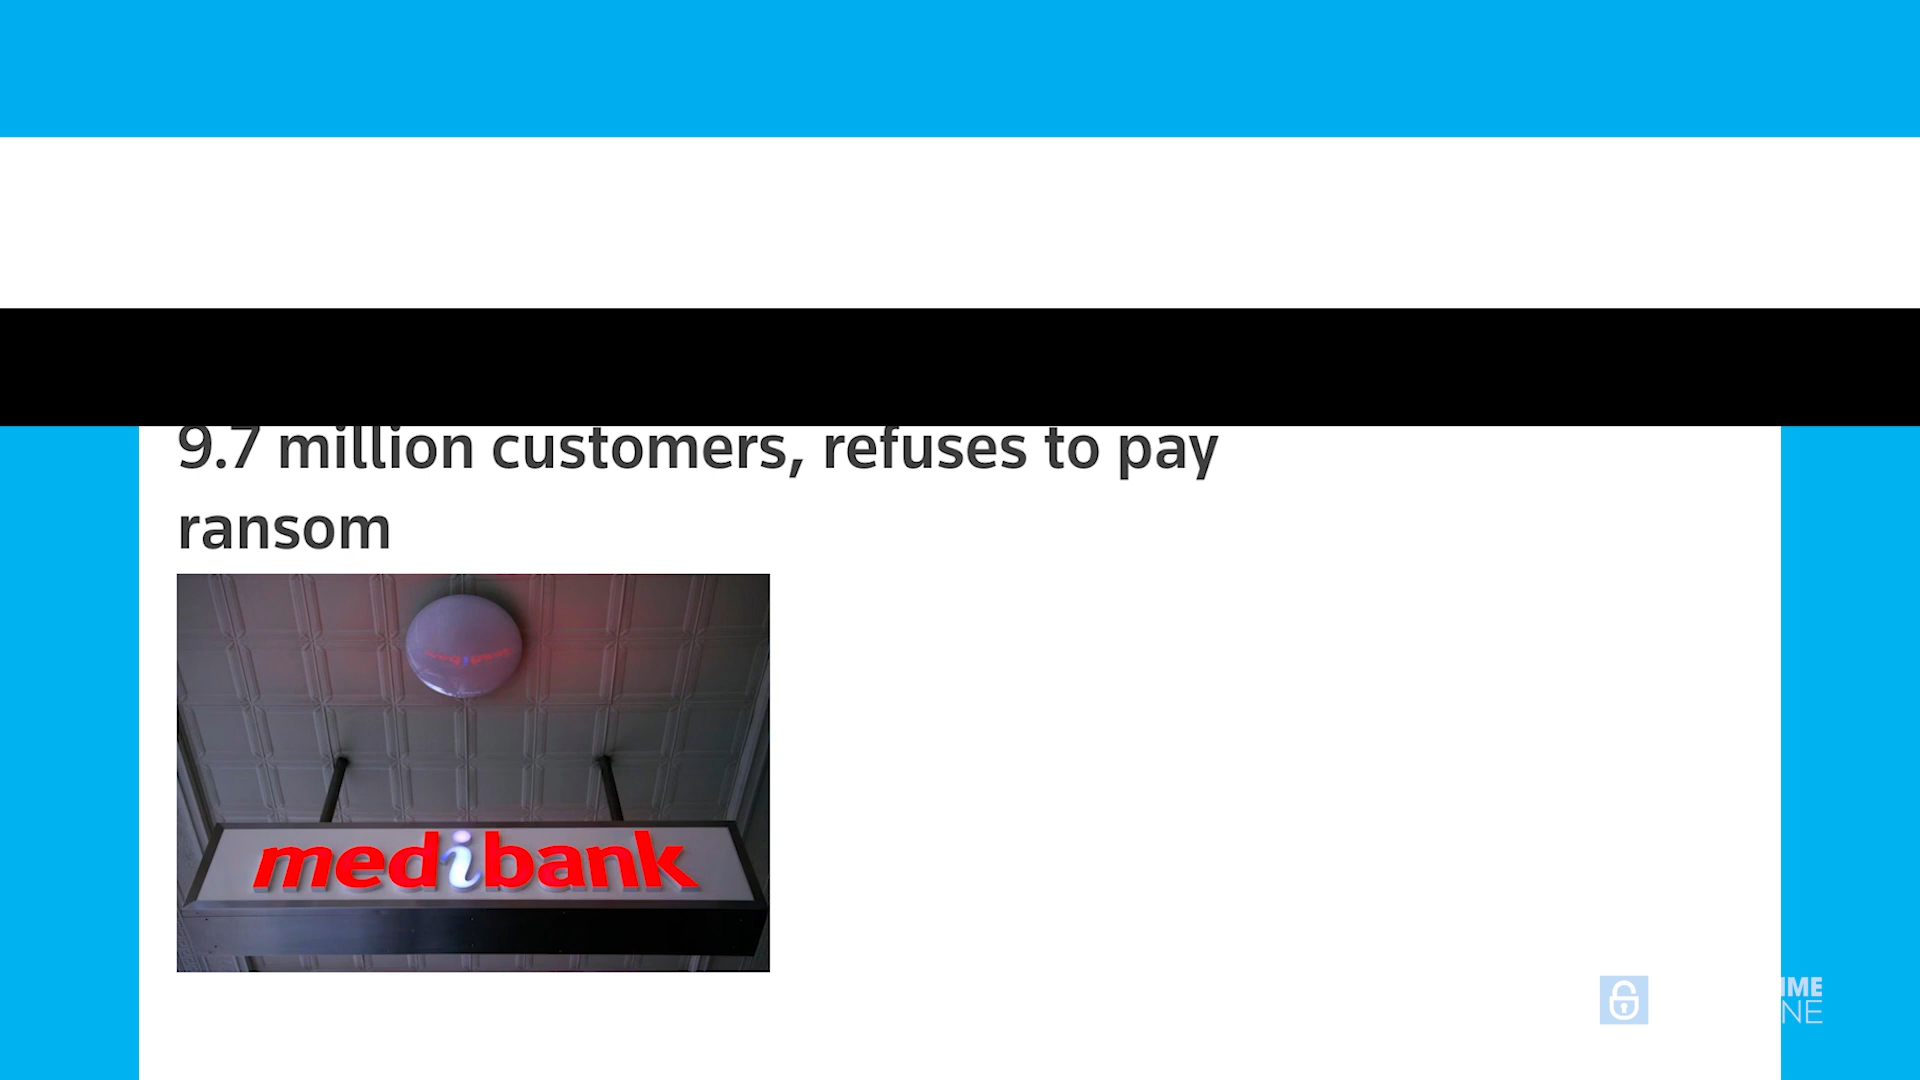 9.7 million customers, refuses to pay
ransom
medibank